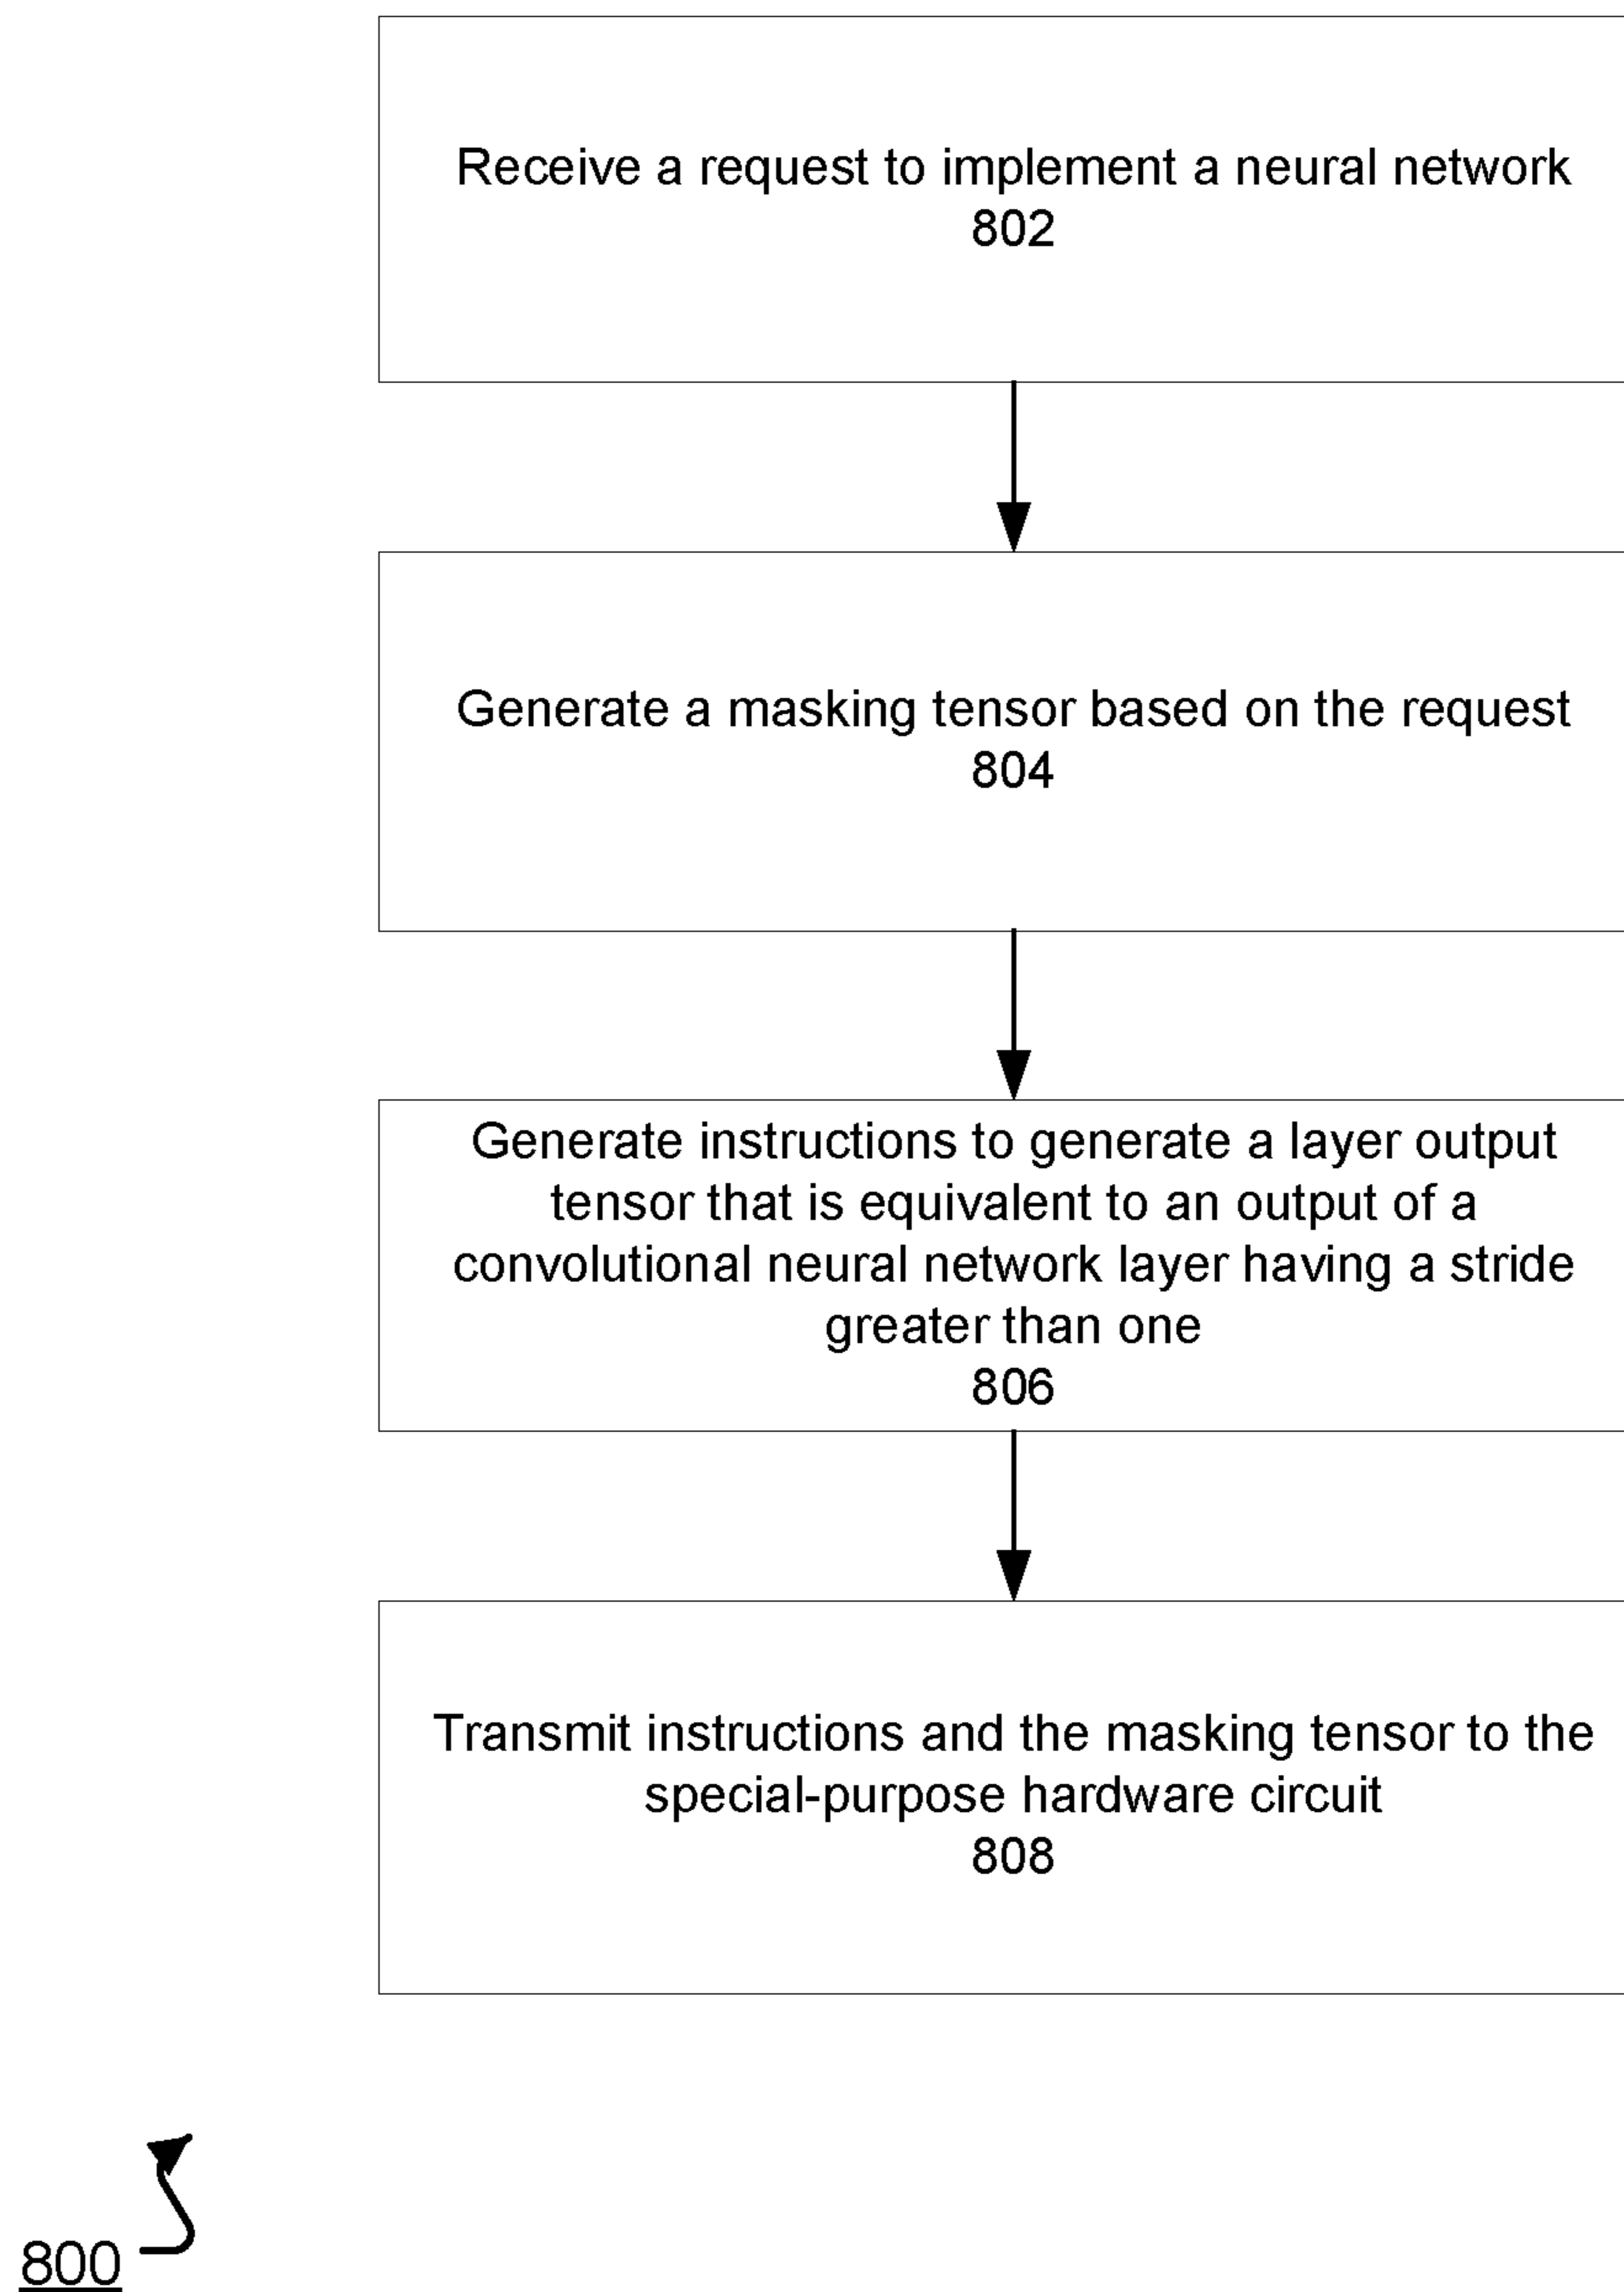 Receive a request to implement a neural network
802
Generate a masking tensor based on the request
804
Generate instructions to generate a layer output
tensor that is equivalent to an output of a
convolutional neural network layer having a stride
greater than one
806
Transmit instructions and the masking tensor to the
special-purpose hardware circuit
808
800